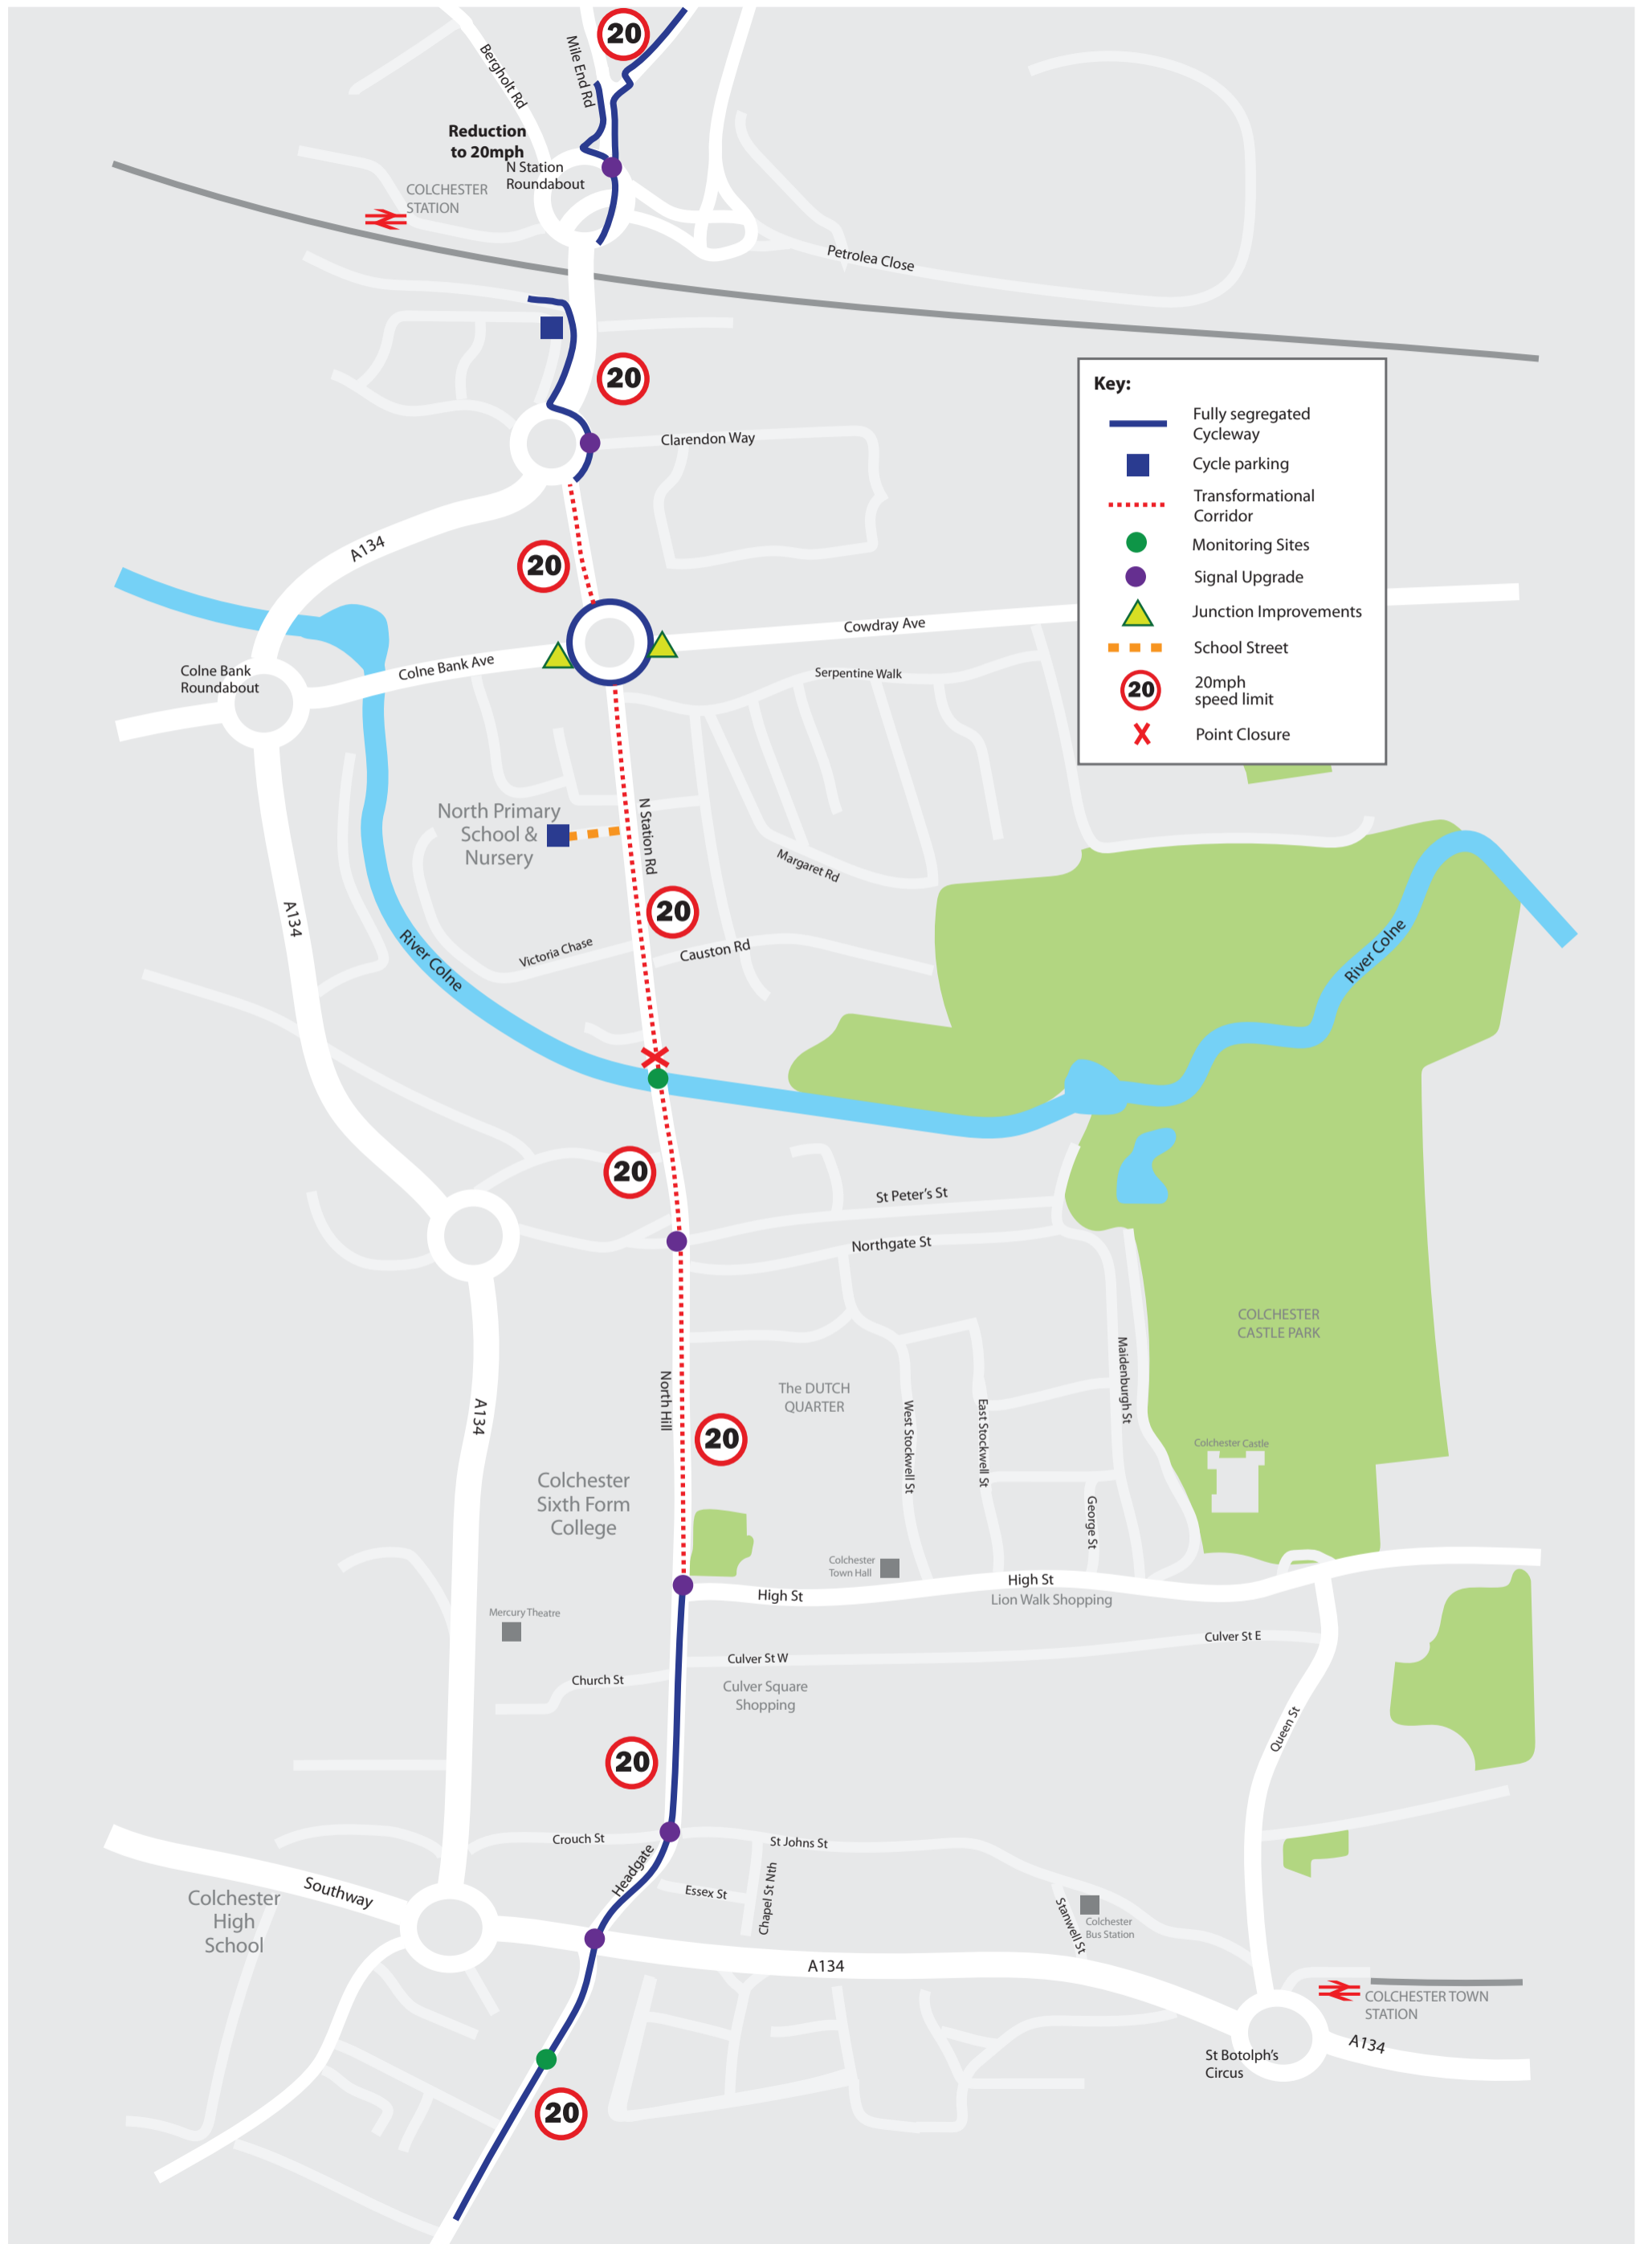 20
Mile End Rd
Bergholt Rd
Reduction
to 20mph
N Station
Roundabout
COLCHESTER
STATION
Petrolea Close
20
Key:
Fully segregated
Cycleway
Cycle parking
Transformational
Corridor
Monitoring Sites
Signal Upgrade
Junction Improvements
School Street
20
20mph
speed limit
Point Closure
Clarendon Way
A134
20
Cowdray Ave
Colne Bank Ave
Colne Bank
Roundabout
Serpentine Walk
North Primary
School &
Nursery
N Station Rd
Margaret Rd
20
A134
River Colne
Victoria Chase
Causton Rd
River Colne
20
St Peter's St
Northgate St
COLCHESTER
CASTLE PARK
Maidenburgh St
The DUTCH
QUARTER
North Hill
A134
West Stockwell St
East Stockwell St
20
Colchester Castle
Colchester
Sixth Form
College
George St
Colchester
Town Hall
High St
High St
Lion Walk Shopping
Mercury Theatre
Culver St E
Culver St W
Church St
Culver Square
Shopping
Queen St
20
Crouch St
St Johns St
Headgate
Essex St
Chapel St Nth
Southway
Colchester
High
School
Stanwell St
Colchester
Bus Station
A134
COLCHESTER TOWN
STATION
A134
St Botolph's
Circus
20